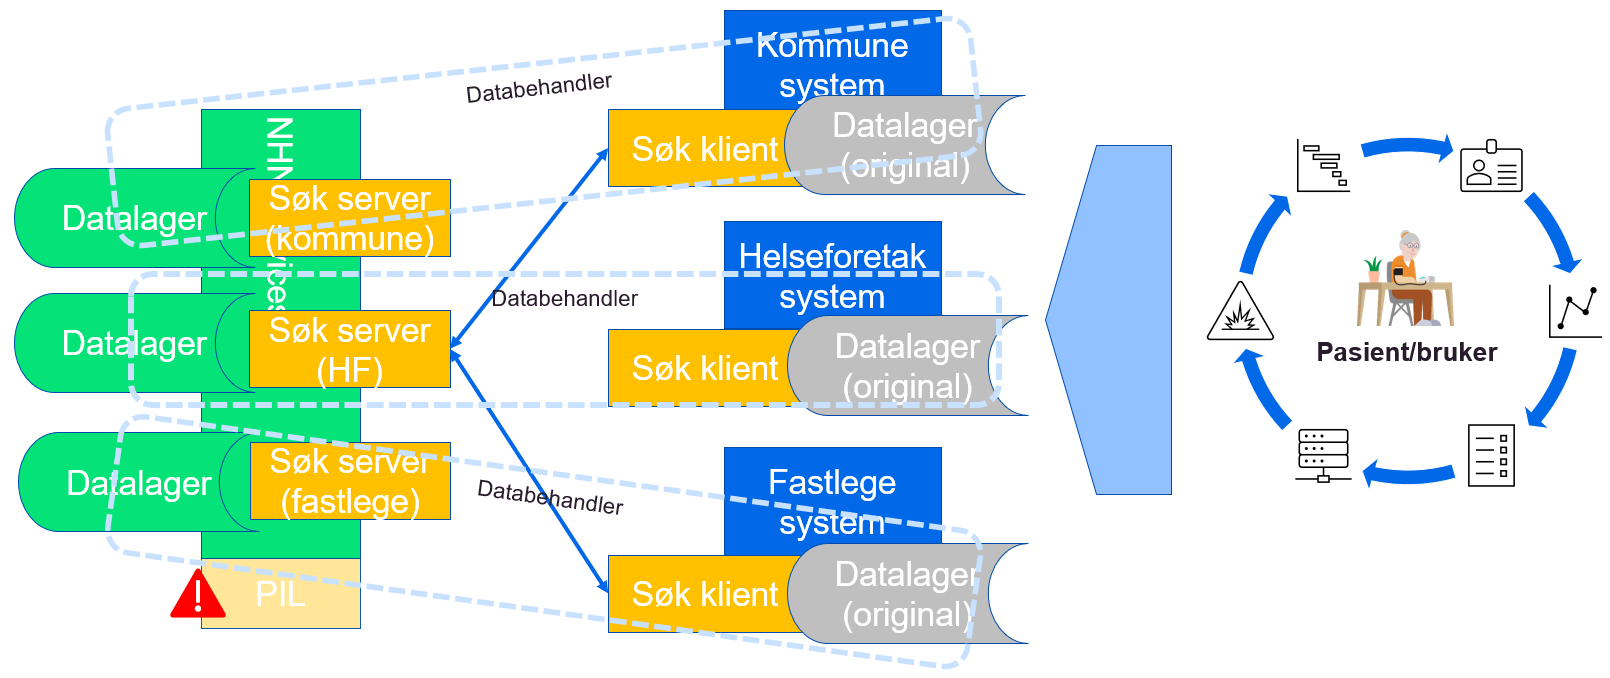 Kommune
system
Databehandler
Søk klient
Datalager
(original)
NHN
vices
Datalager
Søk server
(kommune)
Helseforetak
system
Databehandler
Søk klient
Datalager
(original)
Datalager
Søk server
(HF)
Pasient/bruker
Datalager
Søk server
(fastlege)
Databehandler
Fastlege
system
Søk klient
Datalager
(original)
PIL